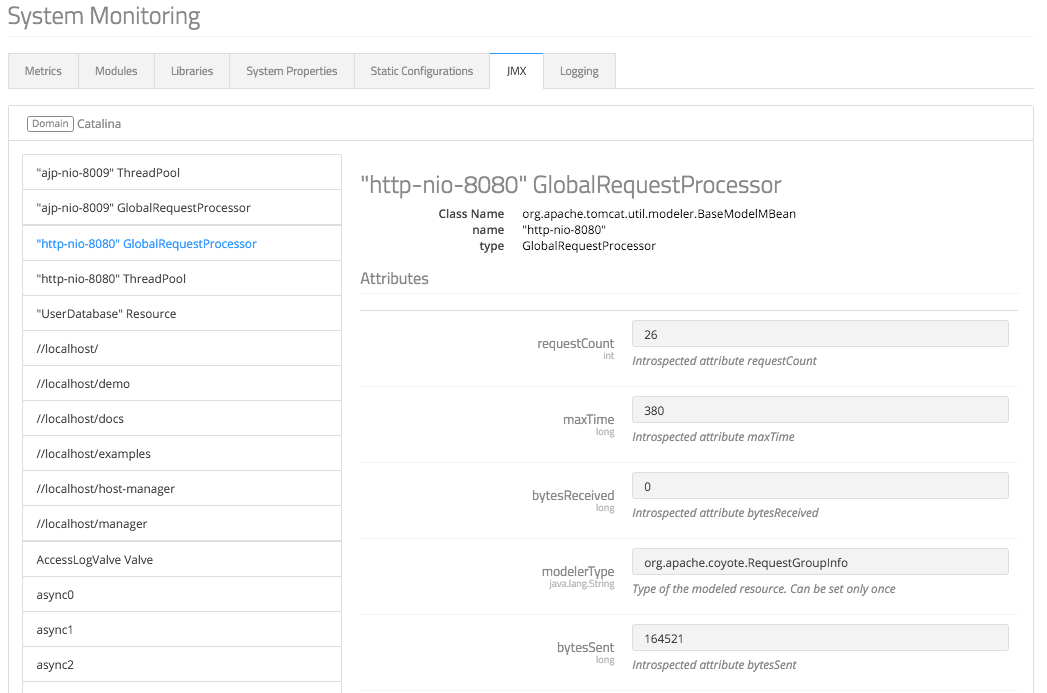 System Monitoring
Metrics Modules Libraries System Properties Static Configurations JMX Logging
Domain Catalina
"ajp-nio-8009" ThreadPool
"ajp-nio-8009" GlobalRequestProcessor
"http-nio-8080" GlobalRequestProcessor
"http-nio-8080" ThreadPool
"UserDatabase" Resource
//localhost/
//localhost/demo
//localhost/docs
//localhost/examples
//localhost/host-manager
//localhost/manager
AccessLogValve Valve
async0
async1
async2
"http-nio-8080" GlobalRequestProcessor
Class Name org.apache.tomcat.util.modeler.BaseModelMBean
name "http-nio-8080"
type GlobalRequestProcessor
Attributes
requestCount 26
int Introspected attribute requestCount
maxTime 380
long Introspected attribute maxTime
bytesReceived 0
long Introspected attribute bytesReceived
modelerType org.apache.coyote.RequestGroupInfo
java.lang.String Type of the modeled resource. Can be set only once
bytesSent 164521
long Introspected attribute bytesSent